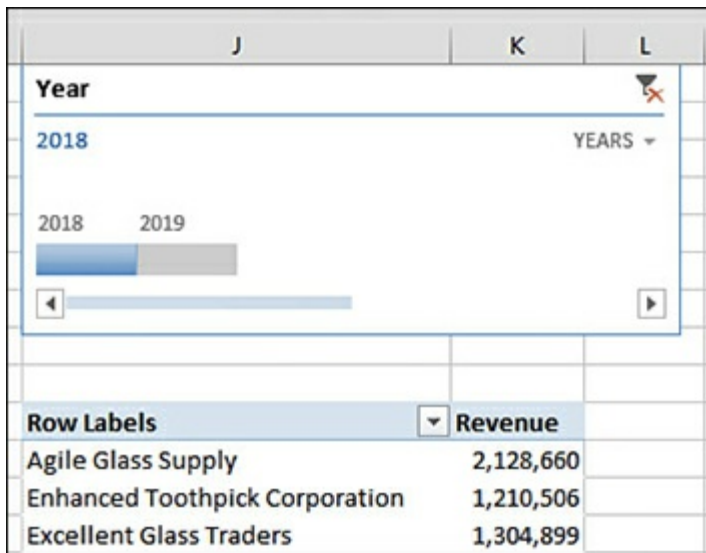 J K L
Year
2018 YEARS
2018 2019
Row Labels Revenue
Agile Glass Supply 2,128,660
Enhanced Toothpick Corporation 1,210,506
Excellent Glass Traders 1,304,899